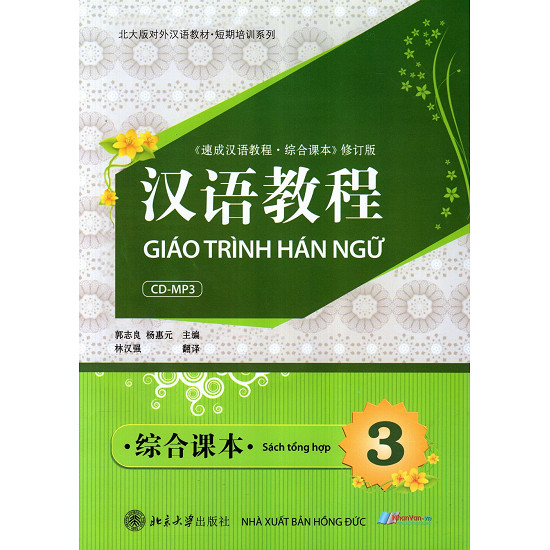 北大版对外汉语教材·短期培训系列
《速成汉语教程·综合课本》修订版
汉语教程
GIÁO TRÌNH HÁN NGỮ
CD-MP3
郭志良 杨惠元 主编
林汉强 翻译
·综合课本· Sách tổng hợp
3
北京大学出版社 NHÀ XUẤT BẢN HỒNG ĐỨC
NhanVan.vn